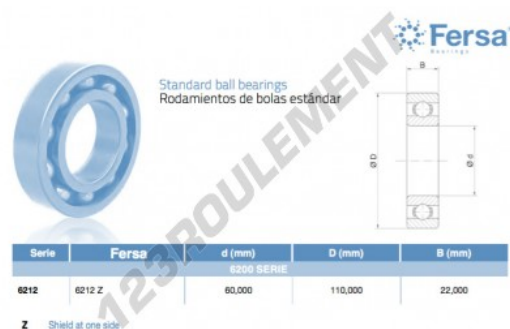 Fersa
Bearings
Standard ball bearings
Rodamientos de bolas estándar
B
Ø D
Ø d
123ROULEMENT
Serie Fersa d (mm) D (mm) B (mm)
6200 SERIE
6212 6212 Z 60,000 110,000 22,000
Z Shield at one side